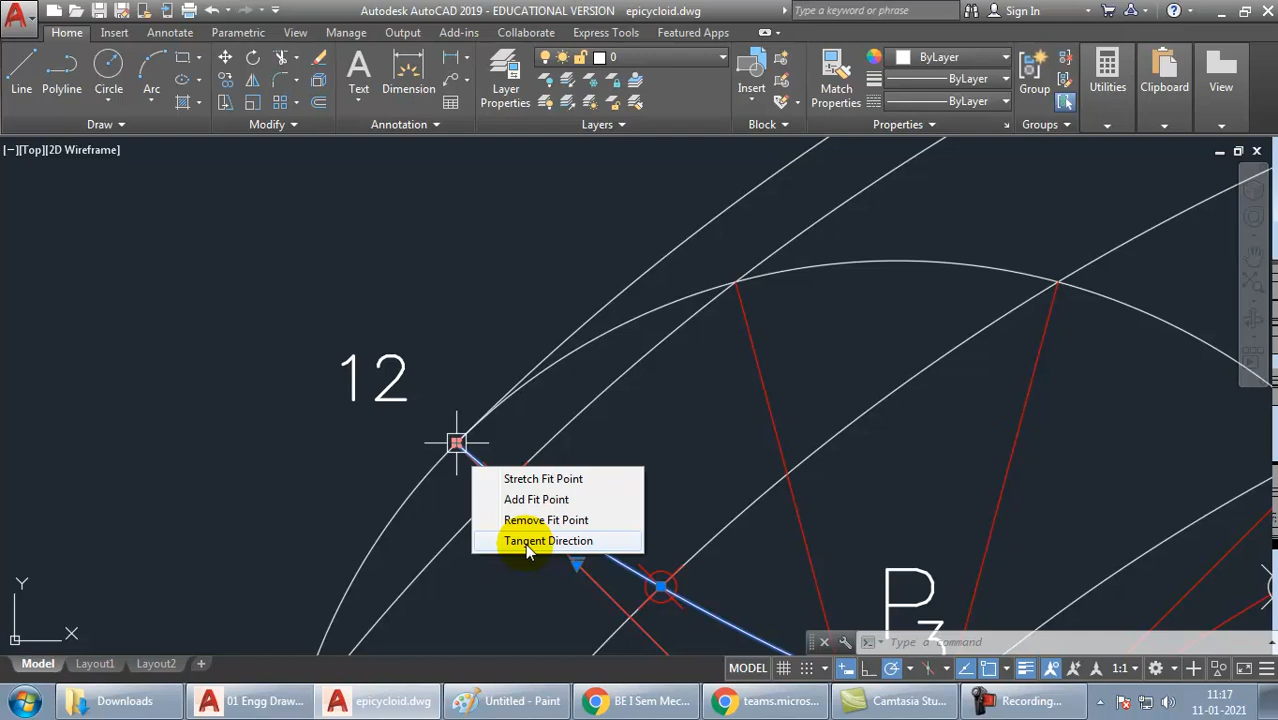 Autodesk AutoCAD 2019 - EDUCATIONAL VERSION epicycloid.dwg
Type a keyword or phrase
Sign In
Home Insert Annotate Parametric View Manage Output Add-ins Collaborate Express Tools Featured Apps
Line Polyline Circle Arc
Text Dimension
Layer Properties
0
Insert
Match Properties
ByLayer
ByLayer
ByLayer
Group
Utilities
Clipboard
View
Draw Modify Annotation Layers Block Properties Groups
[−][Top][2D Wireframe]
12
Stretch Fit Point
Add Fit Point
Remove Fit Point
Tangent Direction
P3
Y
X
Type a command
Model Layout1 Layout2
MODEL
1:1
Downloads
01 Engg Draw...
epicycloid.dwg
Untitled - Paint
BE I Sem Mec...
teams.micros...
Camtasia Stu...
Recording...
11:17
11-01-2021